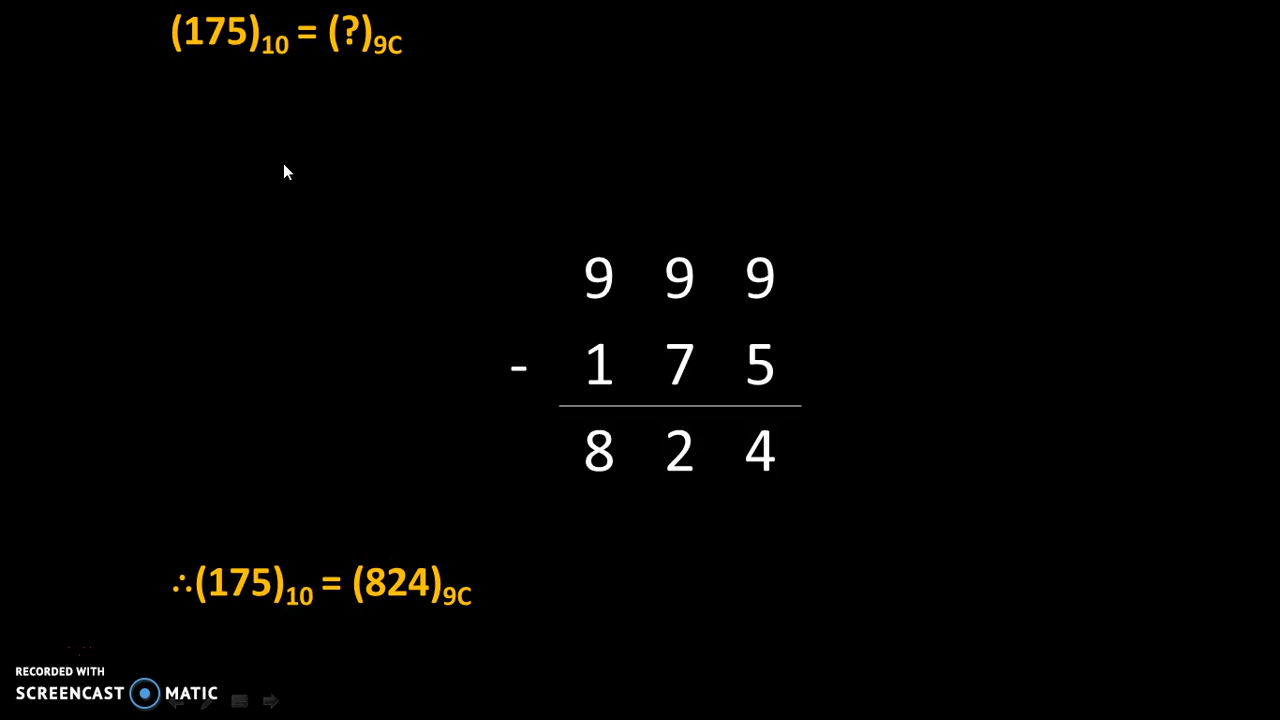 (175)10 = (?)9C
9 9 9
- 1 7 5
8 2 4
∴(175)10 = (824)9C
RECORDED WITH
SCREENCAST MATIC